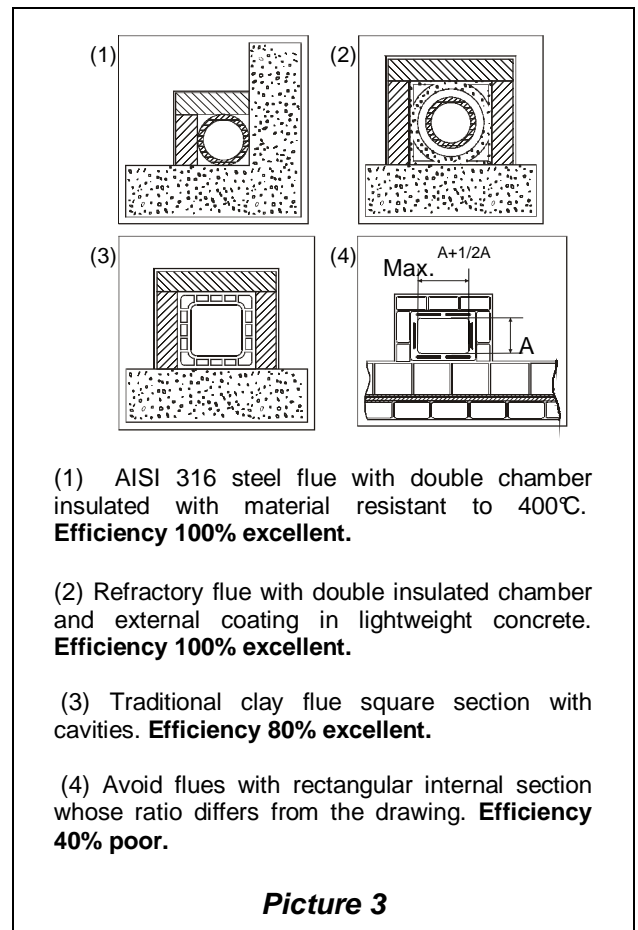 (1)
(2)
(3)
(4)
A+1/2A
Max.
A
(1) AISI 316 steel flue with double chamber
insulated with material resistant to 400℃.
Efficiency 100% excellent.
(2) Refractory flue with double insulated chamber
and external coating in lightweight concrete.
Efficiency 100% excellent.
(3) Traditional clay flue square section with
cavities. Efficiency 80% excellent.
(4) Avoid flues with rectangular internal section
whose ratio differs from the drawing. Efficiency
40% poor.
Picture 3